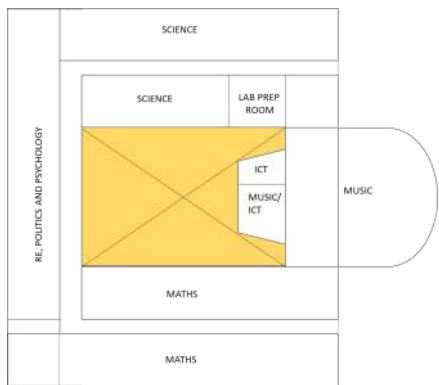 SCIENCE
SCIENCE
LAB PREP
ROOM
RE, POLITICS AND PSYCHOLOGY
ICT
MUSIC/
ICT
MUSIC
MATHS
MATHS